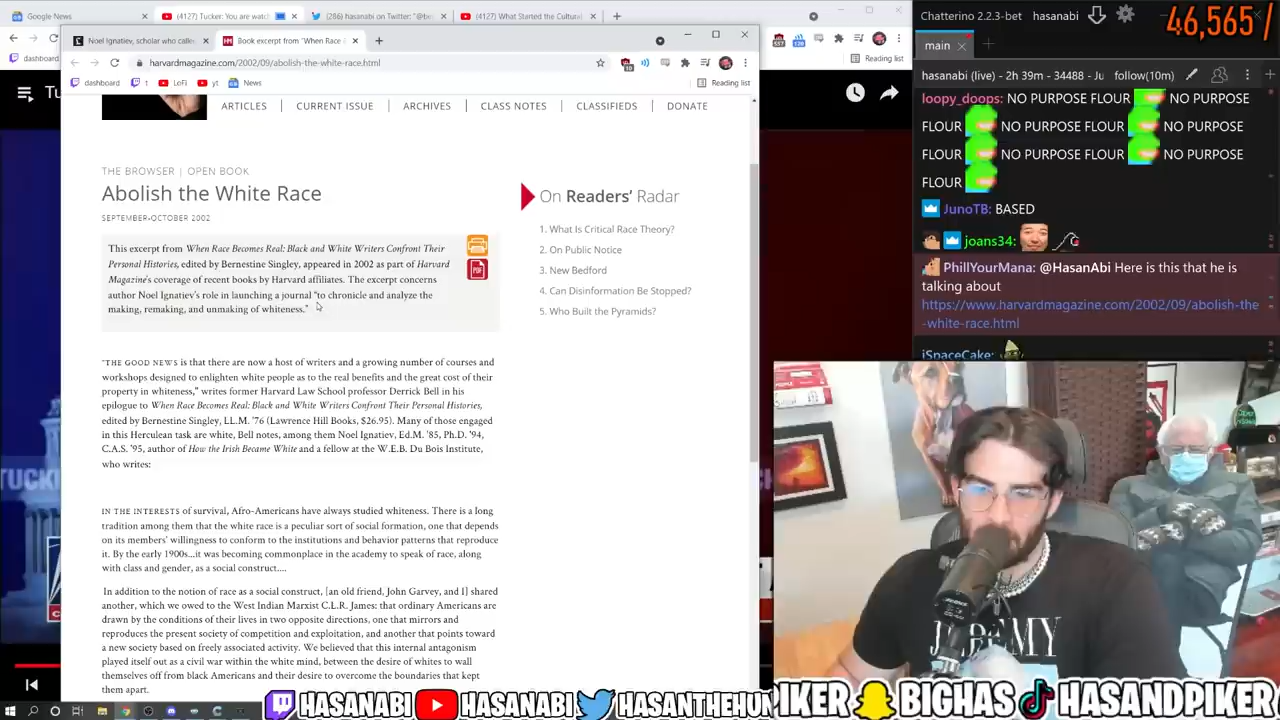 Google News
(4127) Tucker: You are watc
(286) hasanabi on Twitter: "@b
(4127) What Started the Cultura
Noel Ignatiev, scholar who calle
Book excerpt from "When Race
harvardmagazine.com/2002/09/abolish-the-white-race.html
dashboard
t
LoFi
yt
News
Reading list
Reading list
dashb
ARTICLES
CURRENT ISSUE
ARCHIVES
CLASS NOTES
CLASSIFIEDS
DONATE
THE BROWSER | OPEN BOOK
Abolish the White Race
SEPTEMBER-OCTOBER 2002
This excerpt from When Race Becomes Real: Black and White Writers Confront Their
Personal Histories, edited by Bernestine Singley, appeared in 2002 as part of Harvard
Magazine's coverage of recent books by Harvard affiliates. The excerpt concerns
author Noel Ignatiev's role in launching a journal "to chronicle and analyze the
making, remaking, and unmaking of whiteness."
On Readers' Radar
1. What Is Critical Race Theory?
2. On Public Notice
3. New Bedford
4. Can Disinformation Be Stopped?
5. Who Built the Pyramids?
"THE GOOD NEWS is that there are now a host of writers and a growing number of courses and
workshops designed to enlighten white people as to the real benefits and the great cost of their
property in whiteness," writes former Harvard Law School professor Derrick Bell in his
epilogue to When Race Becomes Real: Black and White Writers Confront Their Personal Histories,
edited by Bernestine Singley, LL.M. '76 (Lawrence Hill Books, $26.95). Many of those engaged
in this Herculean task are white, Bell notes, among them Noel Ignatiev, Ed.M. '85, Ph.D. '94,
C.A.S. '95, author of How the Irish Became White and a fellow at the W.E.B. Du Bois Institute,
who writes:
IN THE INTERESTS of survival, Afro-Americans have always studied whiteness. There is a long
tradition among them that the white race is a peculiar sort of social formation, one that depends
on its members' willingness to conform to the institutions and behavior patterns that reproduce
it. By the early 1900s...it was becoming commonplace in the academy to speak of race, along
with class and gender, as a social construct....
In addition to the notion of race as a social construct, [an old friend, John Garvey, and I] shared
another, which we owed to the West Indian Marxist C.L.R. James: that ordinary Americans are
drawn by the conditions of their lives in two opposite directions, one that mirrors and
reproduces the present society of competition and exploitation, and another that points toward
a new society based on freely associated activity. We believed that this internal antagonism
played itself out as a civil war within the white mind, between the desire of whites to wall
themselves off from black Americans and their desire to overcome the boundaries that kept
them apart.
Chatterino 2.2.3-bet
hasanabi
46,565 /
main
hasanabi (live) - 2h 39m - 34488 - Ju
follow(10m)
loopy_doops: NO PURPOSE FLOUR NO PURPOSE
FLOUR NO PURPOSE FLOUR NO PURPOSE
FLOUR NO PURPOSE FLOUR NO PURPOSE
FLOUR
JunoTB: BASED
joans34:
PhillYourMana: @HasanAbi Here is this that he is
talking about
https://www.harvardmagazine.com/2002/09/abolish-the
-white-race.html
iSpaceCake:
TUCK
JEREMY
HASANABI
HASANABI
HASANTHEHUN
PIKER
BIGHAS
HASANDPIKER